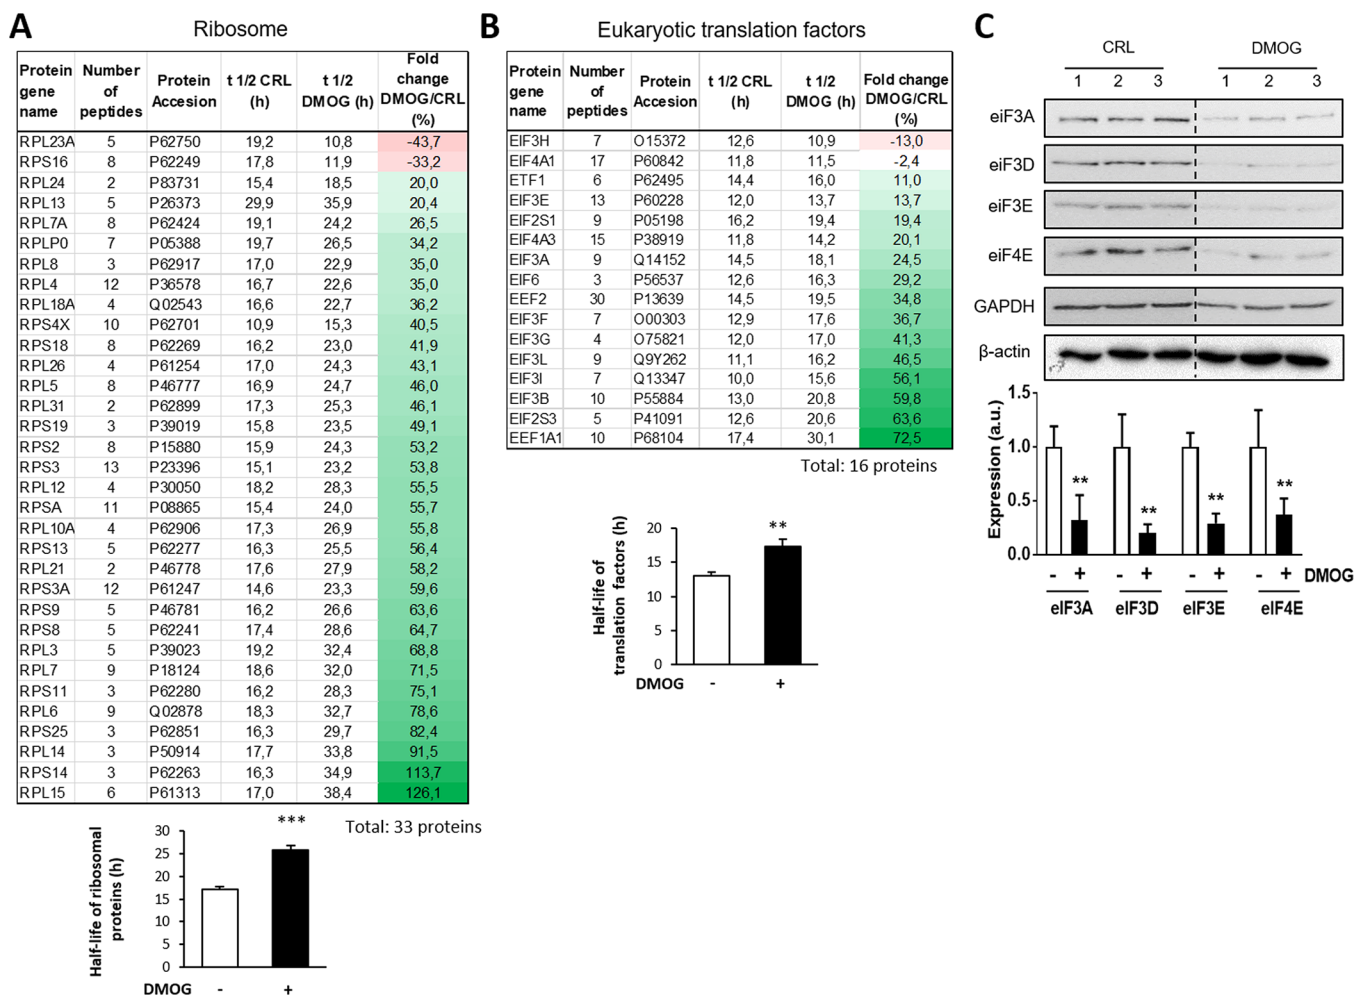 A
Ribosome
Protein gene name Number of peptides Protein Accesion t 1/2 CRL (h) t 1/2 DMOG (h) Fold change DMOG/CRL (%)
RPL23A 5 P62750 19,2 10,8 -43,7
RPS16 8 P62249 17,8 11,9 -33,2
RPL24 2 P83731 15,4 18,5 20,0
RPL13 5 P26373 29,9 35,9 20,4
RPL7A 8 P62424 19,1 24,2 26,5
RPLP0 7 P05388 19,7 26,5 34,2
RPL8 3 P62917 17,0 22,9 35,0
RPL4 12 P36578 16,7 22,6 35,0
RPL18A 4 Q02543 16,6 22,7 36,2
RPS4X 10 P62701 10,9 15,3 40,5
RPS18 8 P62269 16,2 23,0 41,9
RPL26 4 P61254 17,0 24,3 43,1
RPL5 8 P46777 16,9 24,7 46,0
RPL31 2 P62899 17,3 25,3 46,1
RPS19 3 P39019 15,8 23,5 49,1
RPS2 8 P15880 15,9 24,3 53,2
RPS3 13 P23396 15,1 23,2 53,8
RPL12 4 P30050 18,2 28,3 55,5
RPSA 11 P08865 15,4 24,0 55,7
RPL10A 4 P62906 17,3 26,9 55,8
RPS13 5 P62277 16,3 25,5 56,4
RPL21 2 P46778 17,6 27,9 58,2
RPS3A 12 P61247 14,6 23,3 59,6
RPS9 5 P46781 16,2 26,6 63,6
RPS8 5 P62241 17,4 28,6 64,7
RPL3 5 P39023 19,2 32,4 68,8
RPL7 9 P18124 18,6 32,0 71,5
RPS11 3 P62280 16,2 28,3 75,1
RPL6 9 Q02878 18,3 32,7 78,6
RPS25 3 P62851 16,3 29,7 82,4
RPL14 3 P50914 17,7 33,8 91,5
RPS14 3 P62263 16,3 34,9 113,7
RPL15 6 P61313 17,0 38,4 126,1
Total: 33 proteins
Half-life of ribosomal proteins (h)
30
25
20
15
10
5
0
***
DMOG - +
B
Eukaryotic translation factors
Protein gene name Number of peptides Protein Accesion t 1/2 CRL (h) t 1/2 DMOG (h) Fold change DMOG/CRL (%)
EIF3H 7 O15372 12,6 10,9 -13,0
EIF4A1 17 P60842 11,8 11,5 -2,4
ETF1 6 P62495 14,4 16,0 11,0
EIF3E 13 P60228 12,0 13,7 13,7
EIF2S1 9 P05198 16,2 19,4 19,4
EIF4A3 15 P38919 11,8 14,2 20,1
EIF3A 9 Q14152 14,5 18,1 24,5
EIF6 3 P56537 12,6 16,3 29,2
EEF2 30 P13639 14,5 19,5 34,8
EIF3F 7 O00303 12,9 17,6 36,7
EIF3G 4 O75821 12,0 17,0 41,3
EIF3L 9 Q9Y262 11,1 16,2 46,5
EIF3I 7 Q13347 10,0 15,6 56,1
EIF3B 10 P55884 13,0 20,8 59,8
EIF2S3 5 P41091 12,6 20,6 63,6
EEF1A1 10 P68104 17,4 30,1 72,5
Total: 16 proteins
Half-life of translation factors (h)
20
15
10
5
0
**
DMOG - +
C
CRL DMOG
1 2 3 1 2 3
eiF3A
eiF3D
eiF3E
eiF4E
GAPDH
β-actin
Expression (a.u.)
1.5
1.0
0.5
0.0
** ** ** **
- + - + - + - + DMOG
eIF3A eIF3D eIF3E eIF4E